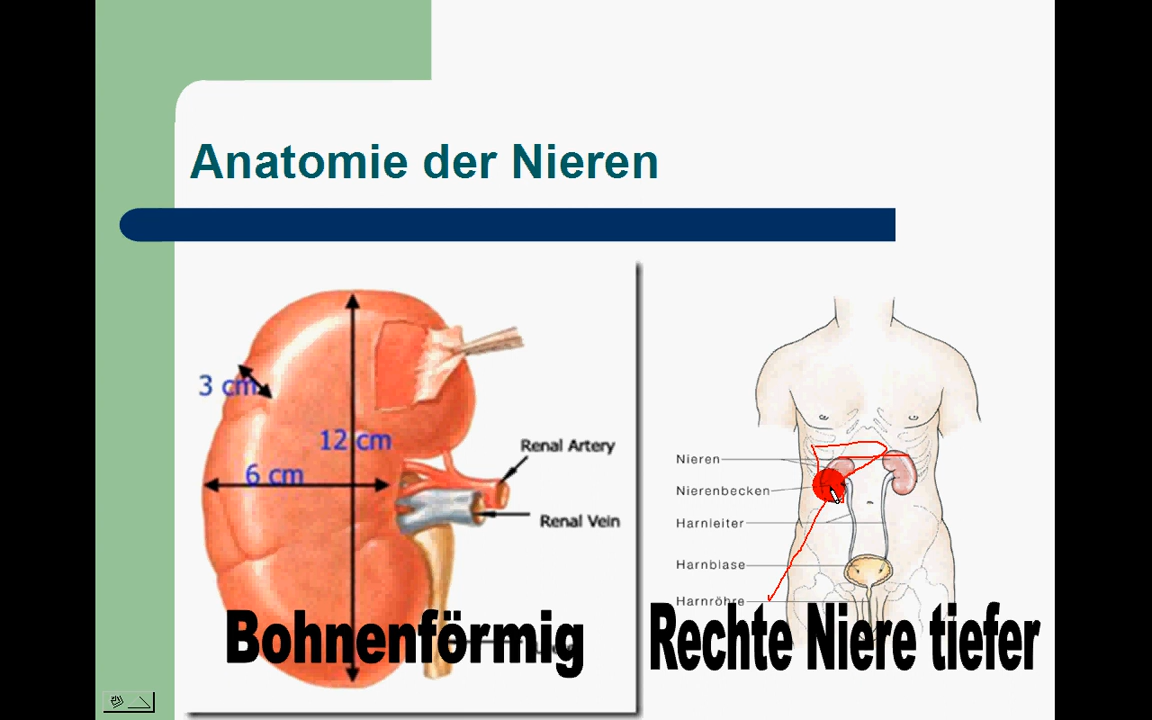 Anatomie der Nieren
3 cm
12 cm
6 cm
Renal Artery
Renal Vein
Bohnenförmig
Nieren
Nierenbecken
Harnleiter
Harnblase
Harnröhre
Rechte Niere tiefer